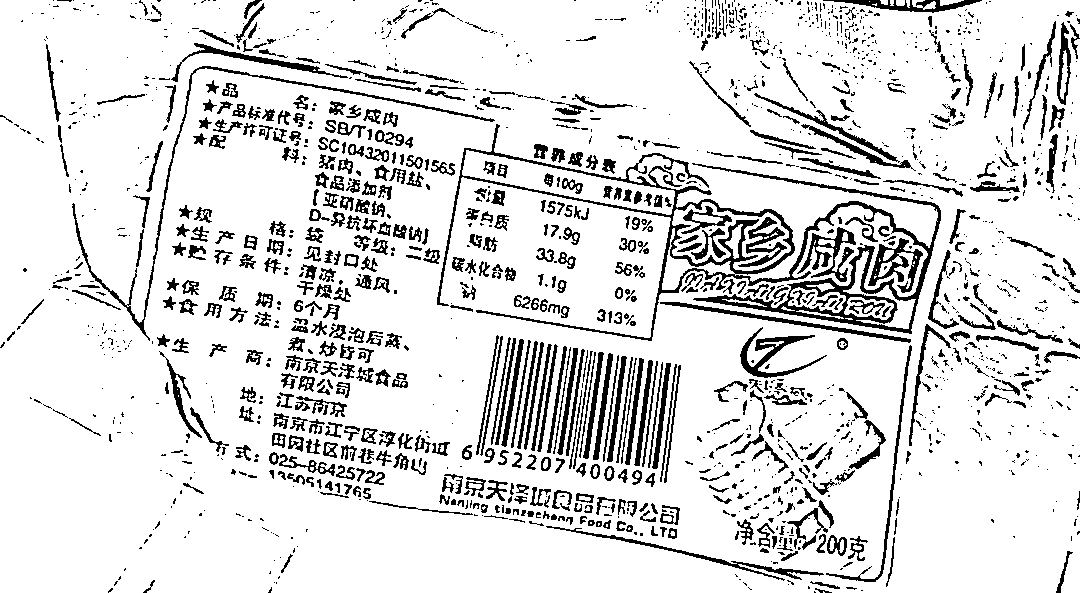 ★品 名：家乡咸肉
★产品标准代号：SB/T10294
★生产许可证号：SC10432011501565
★配 料：猪肉、食用盐、
食品添加剂
[亚硝酸钠、
D-异抗坏血酸钠]
★规 格：袋 等级：二级
★生产日期：见封口处
★贮存条件：清凉、通风、
干燥处
★保 质 期：6个月
★食用方法：温水浸泡后蒸、
煮、炒皆可
★生 产 商：南京天泽城食品
有限公司
地：江苏南京
址：南京市江宁区淳化街道
田园社区前巷牛角山
方式：025-86425722
13505141765
营养成分表
项目 每100g 营养素参考值%
能量 1575kJ 19%
蛋白质 17.9g 30%
脂肪 33.8g 56%
碳水化合物 1.1g 0%
钠 6266mg 313%
6 952207 400494
南京天泽城食品有限公司
Nanjing tianzecheng Food Co., LTD
家乡咸肉
净含量：200克